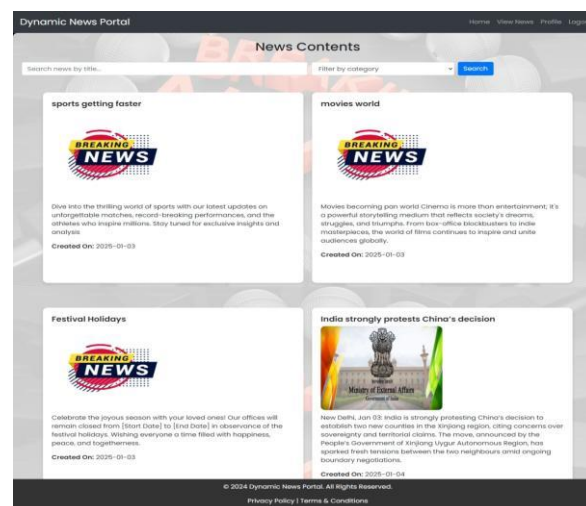 Dynamic News Portal
Home View News Profile Logout
News Contents
Search news by title...
Filter by category
Search
sports getting faster
BREAKING
NEWS
Dive into the thrilling world of sports with our latest updates on
unforgettable matches, record-breaking performances, and the
athletes who inspire millions. Stay tuned for exclusive insights and
analysis
Created On: 2025-01-03
movies world
BREAKING
NEWS
Movies becoming pan world Cinema is more than entertainment; it's
a powerful storytelling medium that reflects society's dreams,
struggles, and triumphs. From box-office blockbusters to indie
masterpieces, the world of films continues to inspire and unite
audiences globally.
Created On: 2025-01-03
Festival Holidays
BREAKING
NEWS
Celebrate the joyous season with your loved ones! Our offices will
remain closed from [Start Date] to [End Date] in observance of the
festival holidays. Wishing everyone a time filled with happiness,
peace, and togetherness.
Created On: 2025-01-03
India strongly protests China's decision
Ministry of External Affairs
Government of India
New Delhi, Jan 03: India is strongly protesting China's decision to
establish two new counties in the Xinjiang region, citing concerns over
sovereignty and territorial claims. The move, announced by the
People's Government of Xinjiang Uygur Autonomous Region, has
sparked fresh tensions between the two neighbours amid ongoing
boundary negotiations.
Created On: 2025-01-04
© 2024 Dynamic News Portal. All Rights Reserved.
Privacy Policy | Terms & Conditions